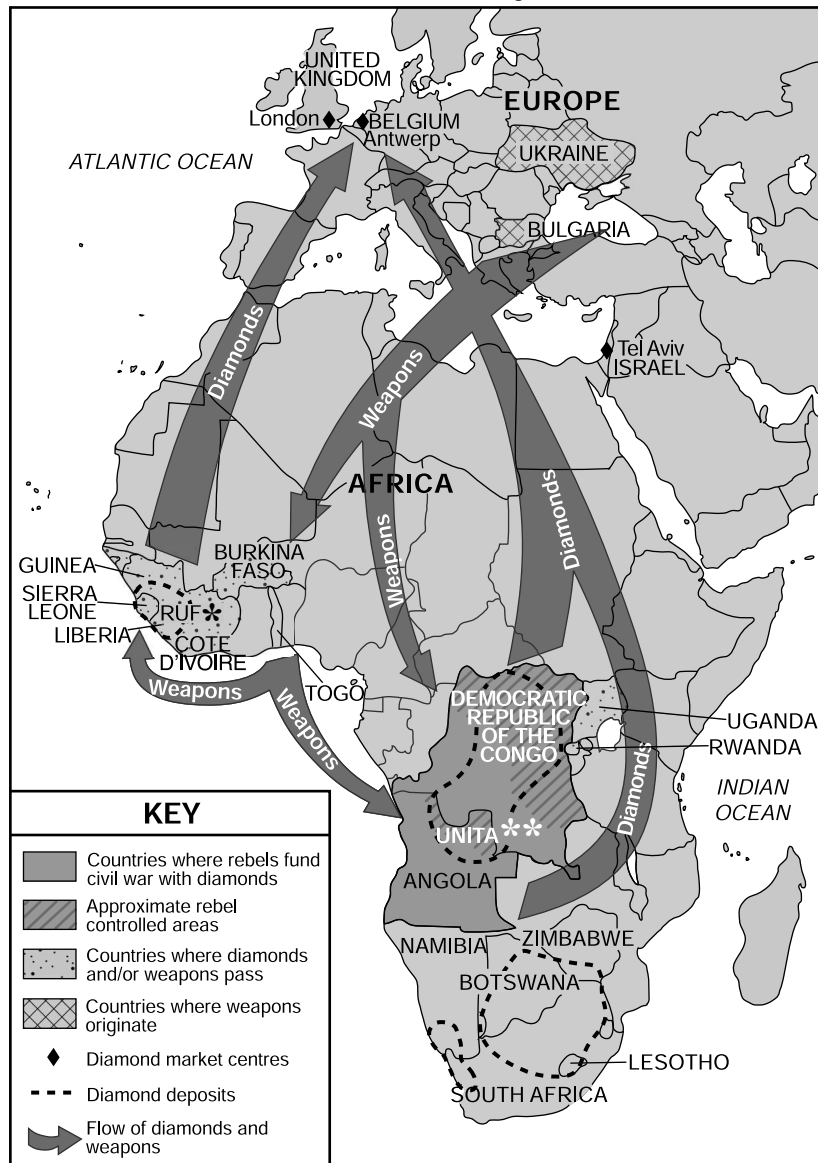 UNITED
KINGDOM
London
BELGIUM
Antwerp
EUROPE
UKRAINE
ATLANTIC OCEAN
BULGARIA
Tel Aviv
ISRAEL
Diamonds
Weapons
AFRICA
Diamonds
Weapons
GUINEA
BURKINA
FASO
SIERRA
LEONE
RUF*
LIBERIA
COTE
D'IVOIRE
Weapons
TOGO
Weapons
DEMOCRATIC
REPUBLIC
OF THE
CONGO
UGANDA
RWANDA
Diamonds
INDIAN
OCEAN
UNITA**
ANGOLA
NAMIBIA
ZIMBABWE
BOTSWANA
LESOTHO
SOUTH AFRICA
KEY
Countries where rebels fund
civil war with diamonds
Approximate rebel
controlled areas
Countries where diamonds
and/or weapons pass
Countries where weapons
originate
Diamond market centres
Diamond deposits
Flow of diamonds and
weapons